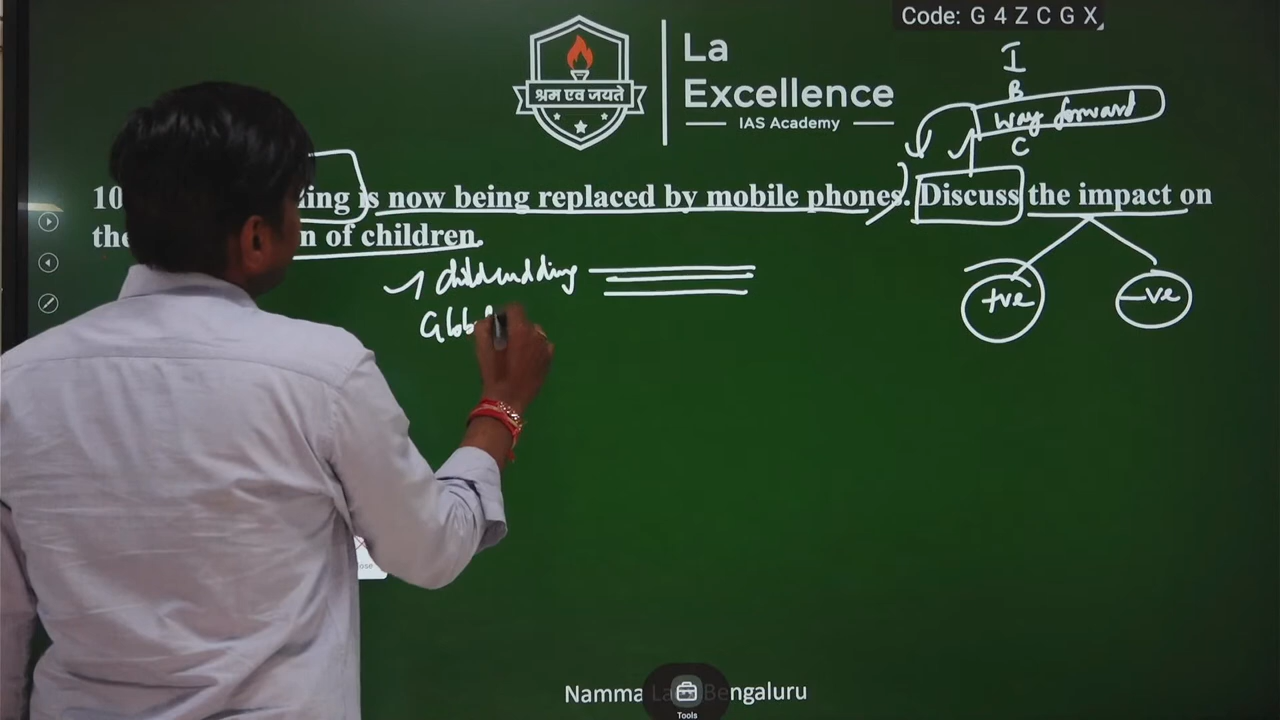 Code: G 4 Z C G X
La
Excellence
IAS Academy
श्रम एव जयते
I
B
way forward
C
10 is now being replaced by mobile phones. Discuss the impact on
the of children.
+ve
-ve
Namma Bengaluru
Tools